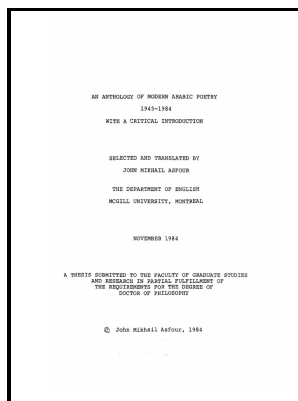 AN ANTHOLOGY OF MODERN ARABIC POETRY
1945-1984
WITH A CRITICAL INTRODUCTION
SELECTED AND TRANSLATED BY
JOHN MIKHAIL ASFOUR
THE DEPARTMENT OF ENGLISH
MCGILL UNIVERSITY, MONTREAL
NOVEMBER 1984
A THESIS SUBMITTED TO THE FACULTY OF GRADUATE STUDIES
AND RESEARCH IN PARTIAL FULFILLMENT OF
THE REQUIREMENTS FOR THE DEGREE OF
DOCTOR OF PHILOSOPHY
© John Mikhail Asfour, 1984